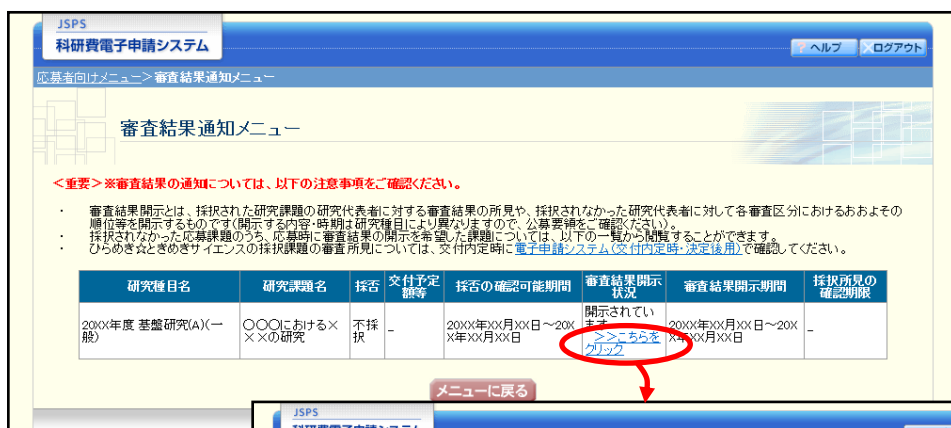 JSPS
科研費電子申請システム
? ヘルプ
ログアウト
応募者向けメニュー>審査結果通知メニュー
審査結果通知メニュー
<重要>※審査結果の通知については、以下の注意事項をご確認ください。
・ 審査結果開示とは、採択された研究課題の研究代表者に対する審査結果の所見や、採択されなかった研究代表者に対して各審査区分におけるおおよその
順位等を開示するものです(開示する内容・時期は研究種目により異なりますので、公募要領をご確認ください)。
・ 採択されなかった応募課題のうち、応募時に審査結果の開示を希望した課題については、以下の一覧から閲覧することができます。
・ ひらめき☆ときめきサイエンスの採択課題の審査所見については、交付内定時に電子申請システム(交付内定時・決定後用)で確認してください。
研究種目名
研究課題名
採否
交付予定
額等
採否の確認可能期間
審査結果開示
状況
審査結果開示期間
採択所見の
確認期限
20XX年度 基盤研究(A)(一
般)
〇〇〇における×
××の研究
不採
択
-
20XX年XX月XX日~20X
X年XX月XX日
開示されてい
ます
>>こちらを
クリック
20XX年XX月XX日~20X
X年XX月XX日
-
メニューに戻る
JSPS
科研費電子申請システム